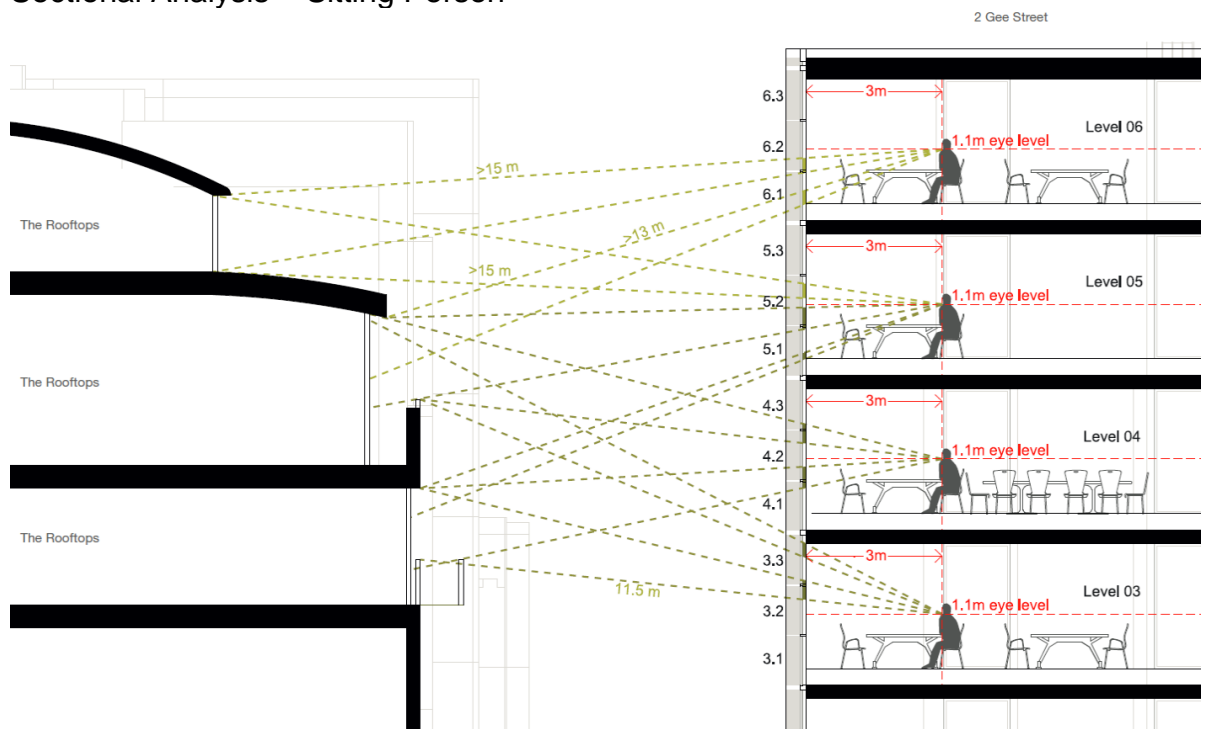 Sectional Analysis – Sitting Person
2 Gee Street
6.3
3m
Level 06
6.2
1.1m eye level
>15 m
6.1
The Rooftops
>13 m
5.3
3m
>15 m
Level 05
5.2
1.1m eye level
5.1
The Rooftops
4.3
3m
Level 04
4.2
1.1m eye level
4.1
The Rooftops
3.3
3m
11.5 m
Level 03
3.2
1.1m eye level
3.1